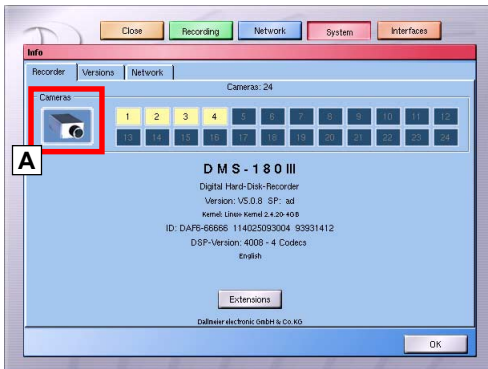 Close Recording Network System Interfaces
Info
Recorder Versions Network
Cameras: 24
Cameras
1 2 3 4 5 6 7 8 9 10 11 12
A
13 14 15 16 17 18 19 20 21 22 23 24
DMS-180III
Digital Hard-Disk-Recorder
Version: V5.0.8 SP: ad
Kernel: Linux Kernel 2.4.20-40B
ID: DAF6-66666 114025093004 93931412
DSP-Version: 4008 - 4 Codecs
English
Extensions
Dallmeier electronic GmbH & Co.KG
OK